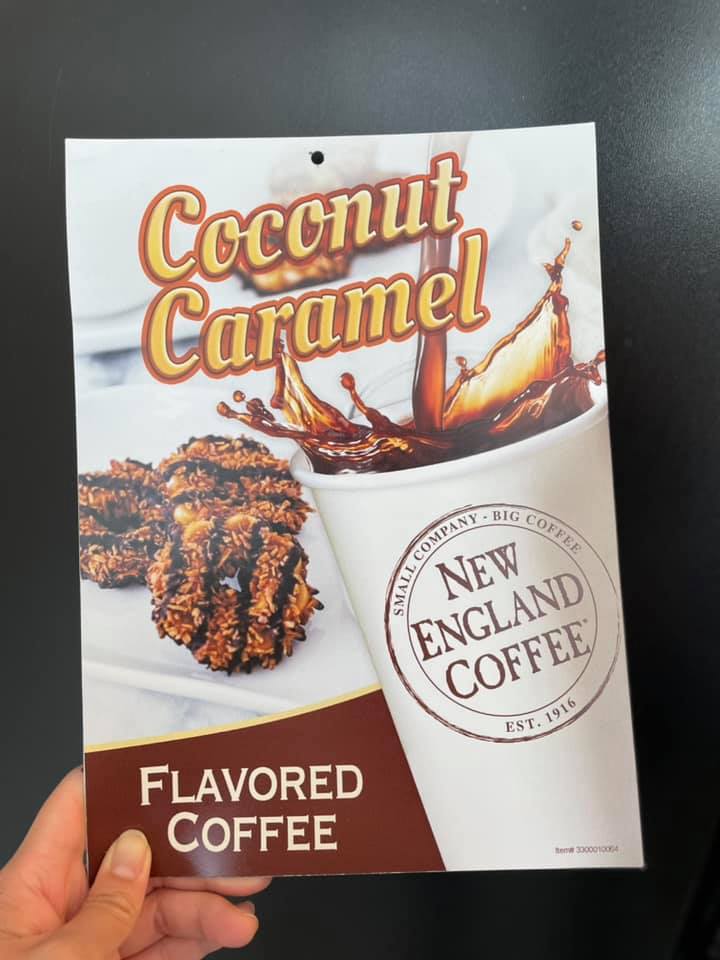 Coconut
Caramel
SMALL COMPANY - BIG COFFEE
NEW
ENGLAND
COFFEE
EST. 1916
FLAVORED
COFFEE
Item# 3300010064